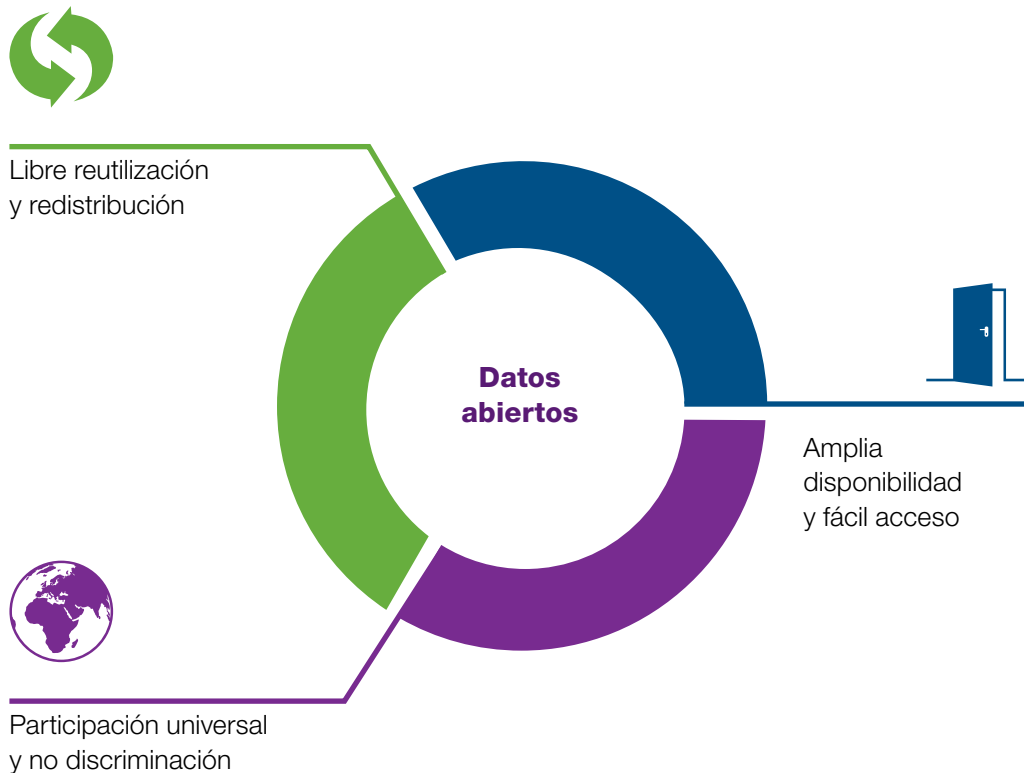 Libre reutilización
y redistribución
Datos
abiertos
Amplia
disponibilidad
y fácil acceso
Participación universal
y no discriminación